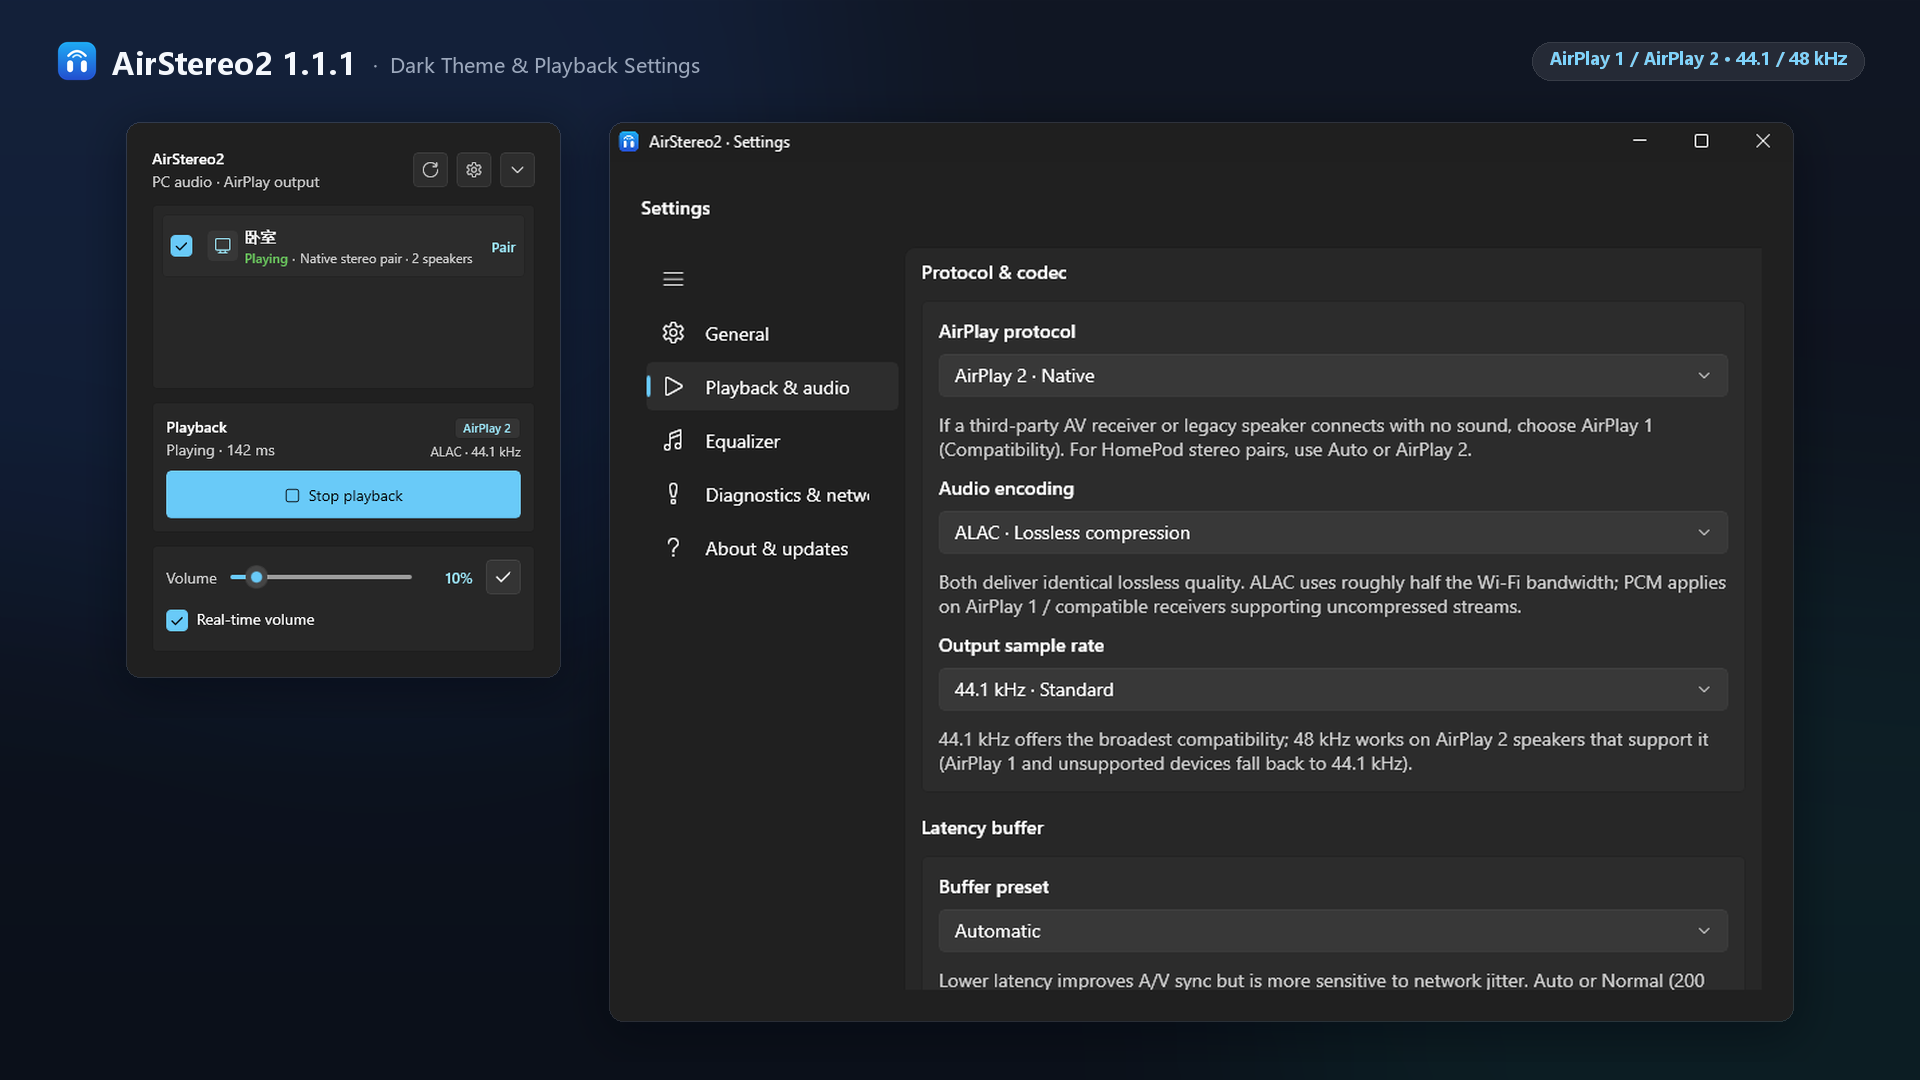 AirStereo2 1.1.1 · Dark Theme & Playback Settings
AirPlay 1 / AirPlay 2 • 44.1 / 48 kHz
AirStereo2
PC audio · AirPlay output
卧室
Playing · Native stereo pair · 2 speakers
Pair
Playback
AirPlay 2
Playing · 142 ms
ALAC · 44.1 kHz
Stop playback
Volume
10%
Real-time volume
AirStereo2 · Settings
Settings
General
Playback & audio
Equalizer
Diagnostics & netw
About & updates
Protocol & codec
AirPlay protocol
AirPlay 2 · Native
If a third-party AV receiver or legacy speaker connects with no sound, choose AirPlay 1
(Compatibility). For HomePod stereo pairs, use Auto or AirPlay 2.
Audio encoding
ALAC · Lossless compression
Both deliver identical lossless quality. ALAC uses roughly half the Wi-Fi bandwidth; PCM applies
on AirPlay 1 / compatible receivers supporting uncompressed streams.
Output sample rate
44.1 kHz · Standard
44.1 kHz offers the broadest compatibility; 48 kHz works on AirPlay 2 speakers that support it
(AirPlay 1 and unsupported devices fall back to 44.1 kHz).
Latency buffer
Buffer preset
Automatic
Lower latency improves A/V sync but is more sensitive to network jitter. Auto or Normal (200